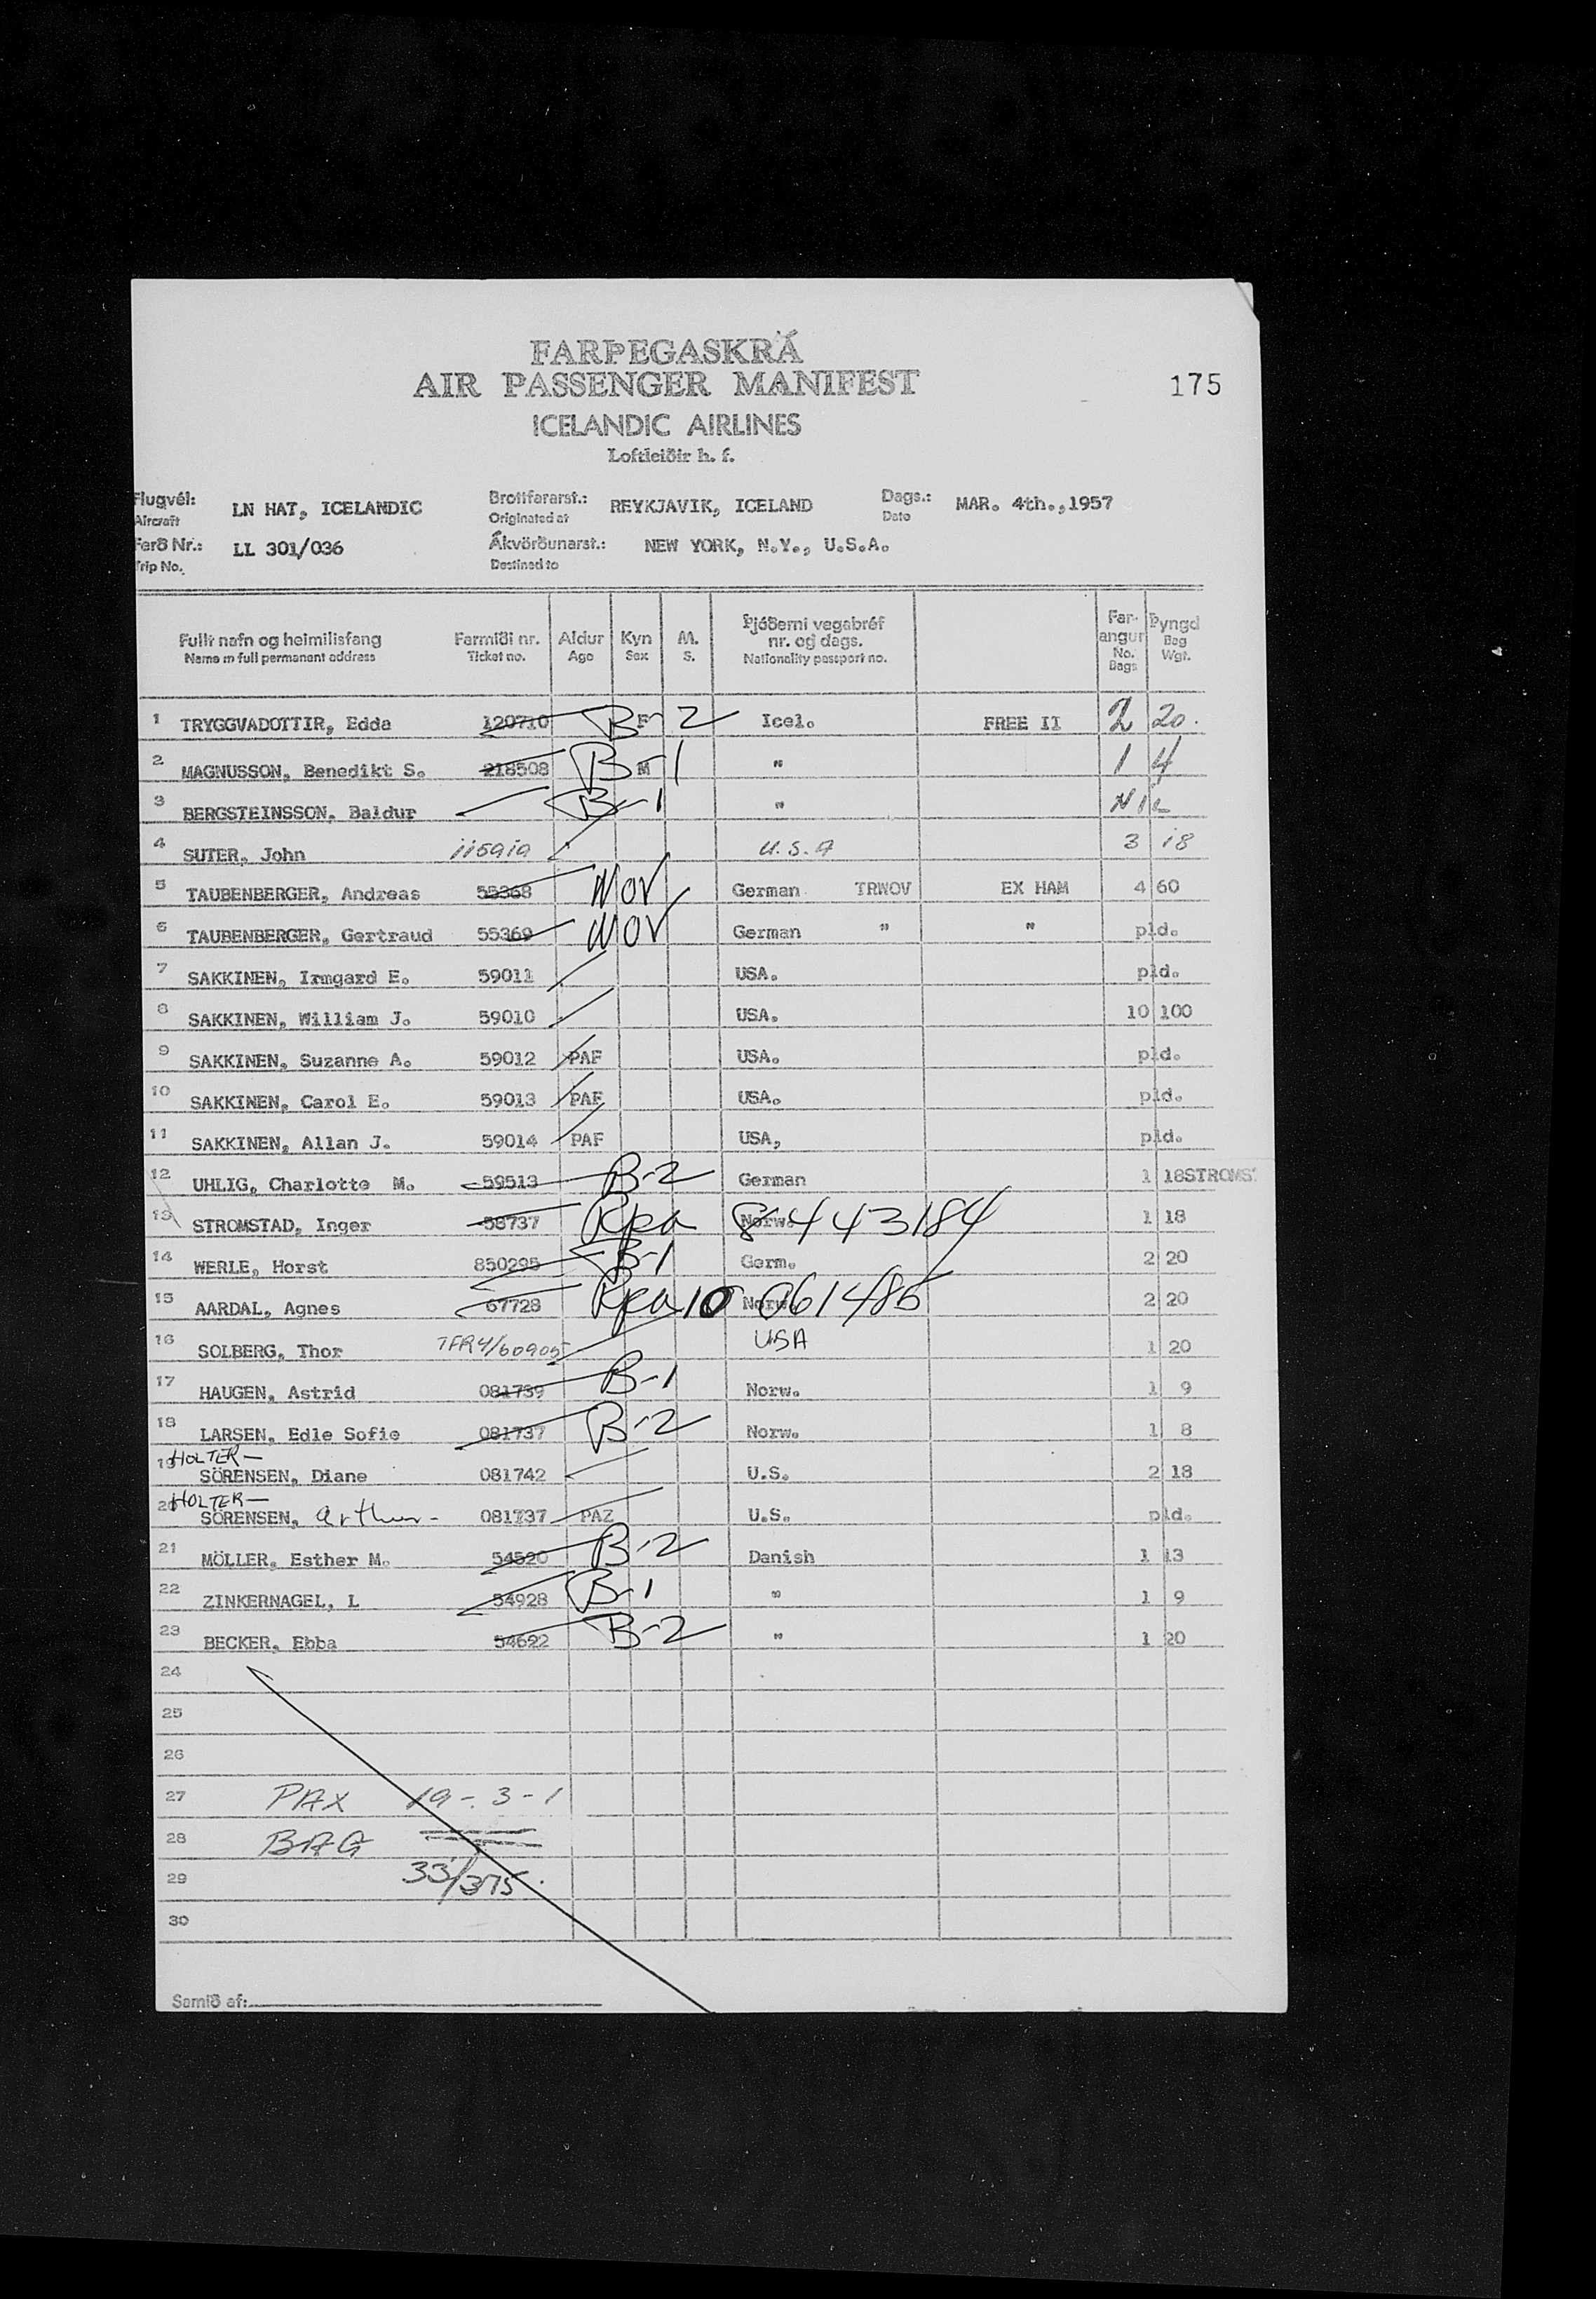 FARÞEGASKRÁ
AIR PASSENGER MANIFEST
175
ICELANDIC AIRLINES
Loftleiðir h. f.
Flugvél: LN HAT, ICELANDIC Brottfararst.: REYKJAVIK, ICELAND Dags.: MAR. 4th.,1957
Aircraft Originated at Date
Ferð Nr.: LL 301/036 Ákvörðunarst.: NEW YORK, N.Y., U.S.A.
Trip No. Destined to
Fullt nafn og heimilisfang Farmiði nr. Aldur Kyn M. Þjóðerni vegabréf nr. og dags. Far-angur Þyngd
Name in full permanent address Ticket no. Age Sex S. Nationality passport no. No. Bags Bag Wgt.
1 TRYGGVADOTTIR, Edda 120710 B-2 F Icel. FREE II 2 20.
2 MAGNUSSON, Benedikt S. 218508 B-1 M " 1 4
3 BERGSTEINSSON, Baldur B-1 " NIL
4 SUTER, John 115919 U.S.A 3 18
5 TAUBENBERGER, Andreas 55368 WOV German TRWOV EX HAM 4 60
6 TAUBENBERGER, Gertraud 55369 WOV German " " pld.
7 SAKKINEN, Irmgard E. 59011 USA. pld.
8 SAKKINEN, William J. 59010 USA. 10 100
9 SAKKINEN, Suzanne A. 59012 PAF USA. pld.
10 SAKKINEN, Carol E. 59013 PAF USA. pld.
11 SAKKINEN, Allan J. 59014 PAF USA, pld.
12 UHLIG, Charlotte M. 59513 B-2 German 1 18STROMS
13 STROMSTAD, Inger 58737 Rpa Norw. 8443184 1 18
14 WERLE, Horst 850295 B-1 Germ. 2 20
15 AARDAL, Agnes 67728 Rpa 10 Norw. 061486 2 20
16 SOLBERG, Thor TFR4/60905 USA 1 20
17 HAUGEN, Astrid 081739 B-1 Norw. 1 9
18 LARSEN, Edle Sofie 081737 B-2 Norw. 1 8
HOLTER-
19 SÖRENSEN, Diane 081742 U.S. 2 18
HOLTER-
20 SÖRENSEN, Arthur- 081737 PAZ U.S. pld.
21 MÖLLER, Esther M. 54520 B-2 Danish 1 13
22 ZINKERNAGEL, L 54928 B-1 " 1 9
23 BECKER, Ebba 54622 B-2 " 1 20
24
25
26
27 PAX 19-3-1
28 BAG
29 33/375.
30
Samið af: